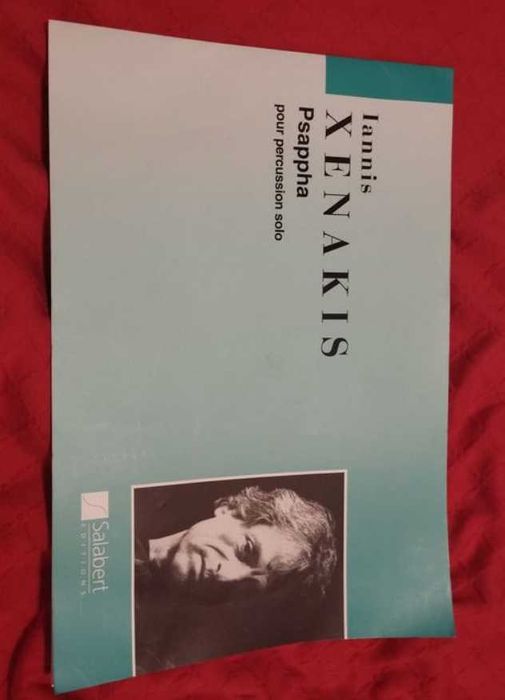 Iannis
XENAKIS
Psappha
pour percussion solo
Salabert
EDITIONS